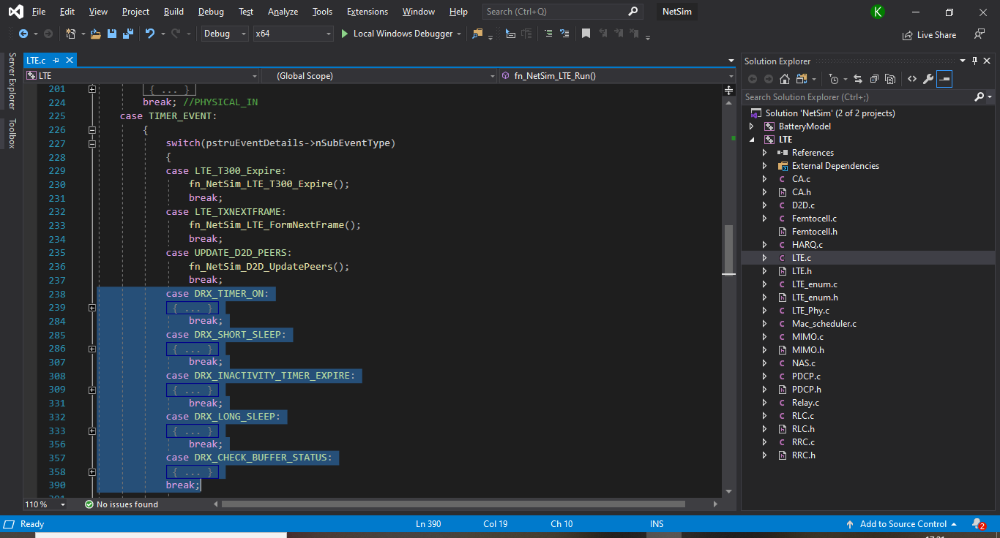 File Edit View Project Build Debug Test Analyze Tools Extensions Window Help Search (Ctrl+Q) NetSim K
Debug x64 Local Windows Debugger Live Share
Server Explorer
Toolbox
LTE.c
LTE (Global Scope) fn_NetSim_LTE_Run()
201 { ... }
224 break; //PHYSICAL_IN
225 case TIMER_EVENT:
226 {
227 switch(pstruEventDetails->nSubEventType)
228 {
229 case LTE_T300_Expire:
230 fn_NetSim_LTE_T300_Expire();
231 break;
232 case LTE_TXNEXTFRAME:
233 fn_NetSim_LTE_FormNextFrame();
234 break;
235 case UPDATE_D2D_PEERS:
236 fn_NetSim_D2D_UpdatePeers();
237 break;
238 case DRX_TIMER_ON:
239 { ... }
284 break;
285 case DRX_SHORT_SLEEP:
286 { ... }
307 break;
308 case DRX_INACTIVITY_TIMER_EXPIRE:
309 { ... }
331 break;
332 case DRX_LONG_SLEEP:
333 { ... }
356 break;
357 case DRX_CHECK_BUFFER_STATUS:
358 { ... }
390 break;
110 % No issues found
Solution Explorer
Search Solution Explorer (Ctrl+;)
Solution 'NetSim' (2 of 2 projects)
BatteryModel
LTE
References
External Dependencies
CA.c
CA.h
D2D.c
Femtocell.c
Femtocell.h
HARQ.c
LTE.c
LTE.h
LTE_enum.c
LTE_enum.h
LTE_Phy.c
Mac_scheduler.c
MIMO.c
MIMO.h
NAS.c
PDCP.c
PDCP.h
Relay.c
RLC.c
RLC.h
RRC.c
RRC.h
Ready Ln 390 Col 19 Ch 10 INS Add to Source Control 2